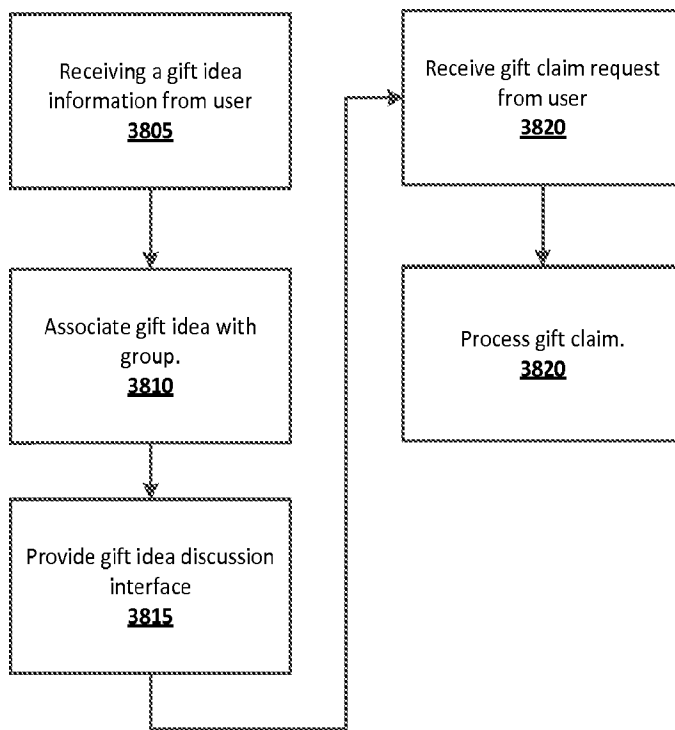 Receiving a gift idea
information from user
3805
Associate gift idea with
group.
3810
Provide gift idea discussion
interface
3815
Receive gift claim request
from user
3820
Process gift claim.
3820